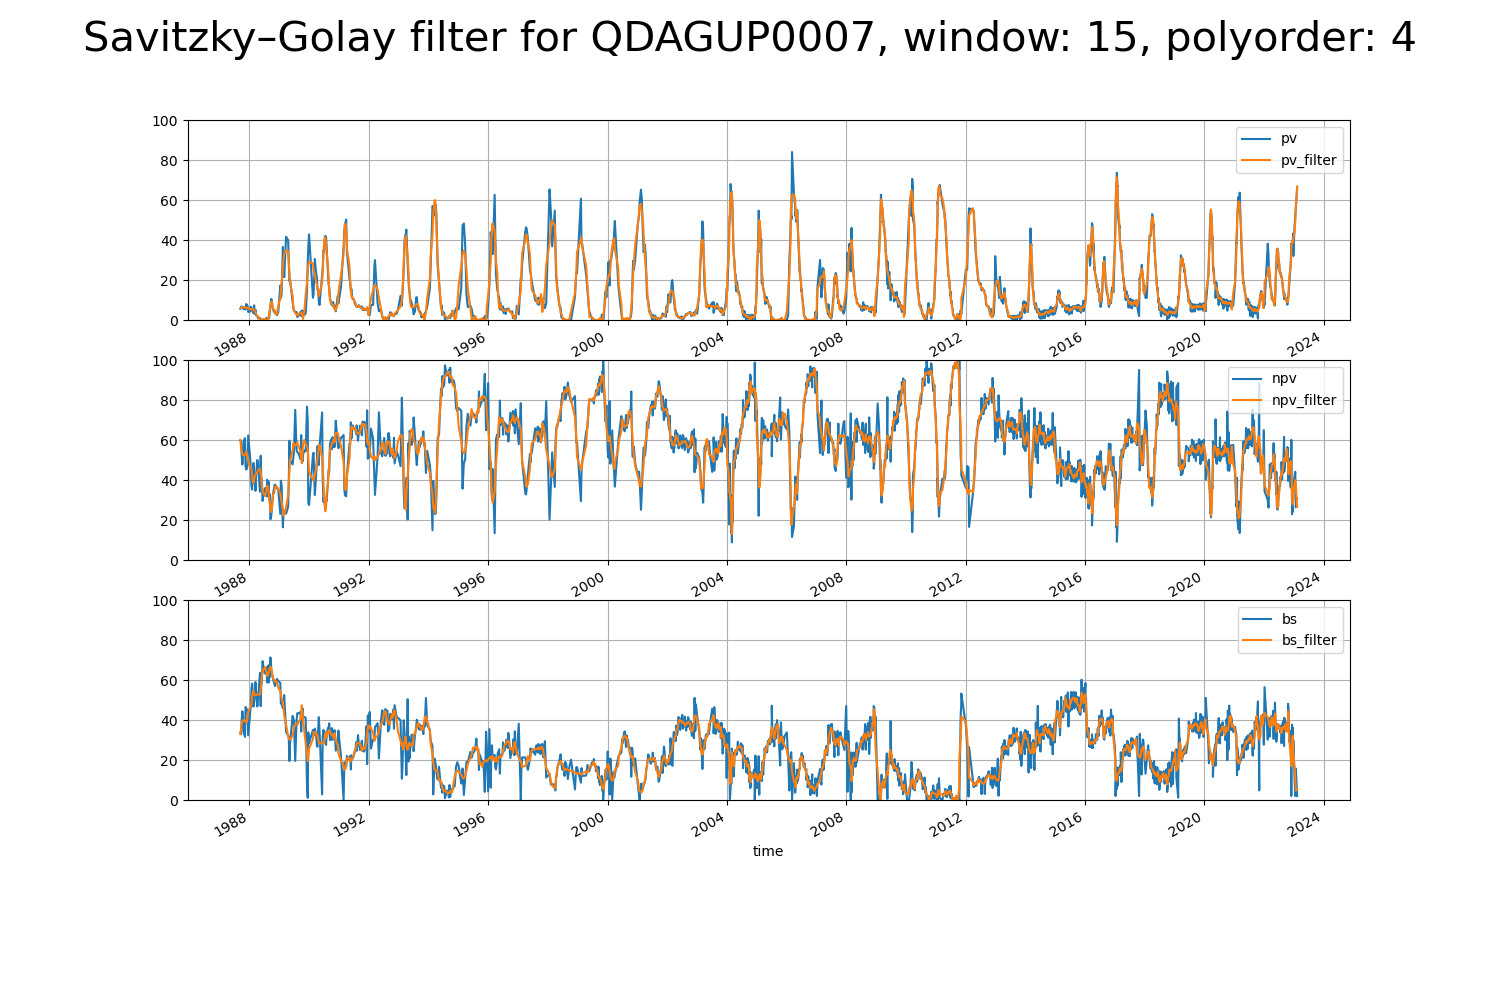 Savitzky–Golay filter for QDAGUP0007, window: 15, polyorder: 4
100
80
60
40
20
0
pv
pv_filter
1988 1992 1996 2000 2004 2008 2012 2016 2020 2024
100
80
60
40
20
0
npv
npv_filter
1988 1992 1996 2000 2004 2008 2012 2016 2020 2024
100
80
60
40
20
0
bs
bs_filter
1988 1992 1996 2000 2004 2008 2012 2016 2020 2024
time